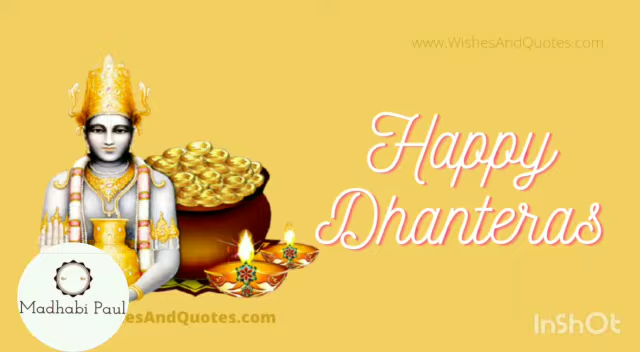 www.WishesAndQuotes.com
Happy
Dhanteras
Madhabi Paul
esAndQuotes.com
InShOt